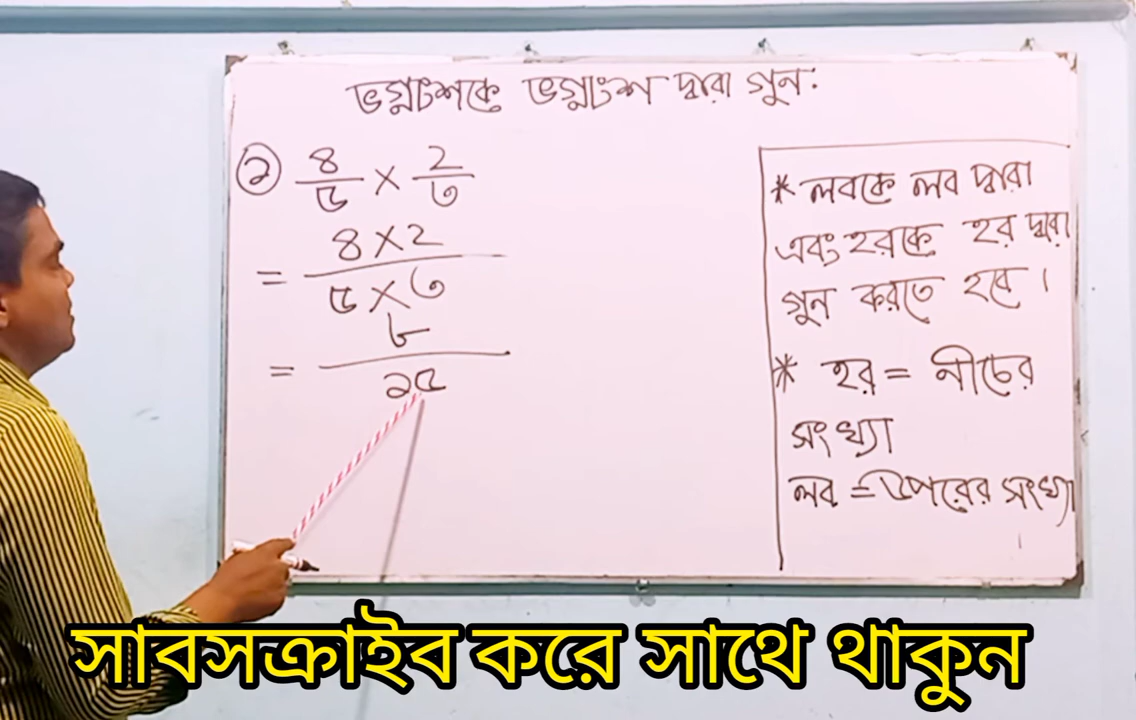 ভগ্নাংশকে ভগ্নাংশ দ্বারা গুন:
১) ৪/৫ × ২/৩
= ৪×২ / ৫×৩
= ৮ / ১৫
* লবকে লব দ্বারা
এবং হরকে হর দ্বারা
গুন করতে হবে।
* হর = নীচের
সংখ্যা
লব = উপরের সংখ্যা
সাবসক্রাইব করে সাথে থাকুন